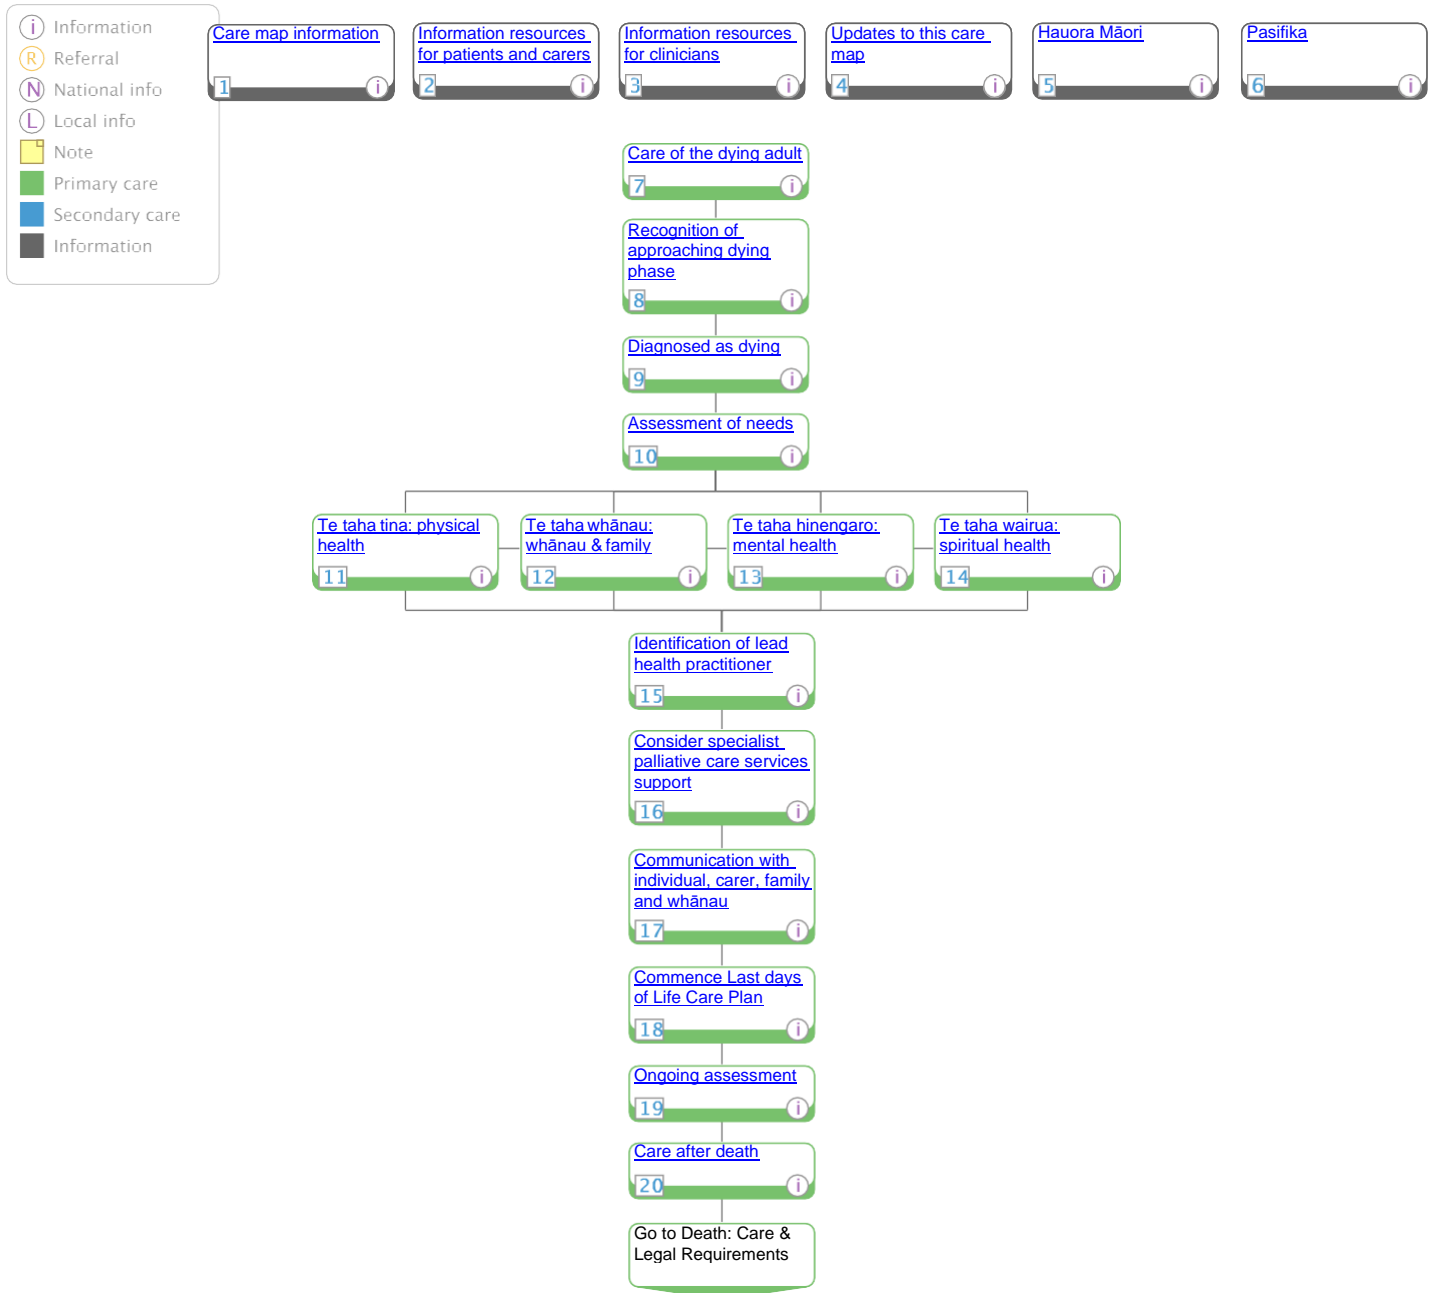 i Information
R Referral
N National info
L Local info
Note
Primary care
Secondary care
Information
Care map information
1 i
Information resources
for patients and carers
2 i
Information resources
for clinicians
3 i
Updates to this care
map
4 i
Hauora Māori
5 i
Pasifika
6 i
Care of the dying adult
7 i
Recognition of
approaching dying
phase
8 i
Diagnosed as dying
9 i
Assessment of needs
10 i
Te taha tina: physical
health
11 i
Te taha whānau:
whānau & family
12 i
Te taha hinengaro:
mental health
13 i
Te taha wairua:
spiritual health
14 i
Identification of lead
health practitioner
15 i
Consider specialist
palliative care services
support
16 i
Communication with
individual, carer, family
and whānau
17 i
Commence Last days
of Life Care Plan
18 i
Ongoing assessment
19 i
Care after death
20 i
Go to Death: Care &
Legal Requirements